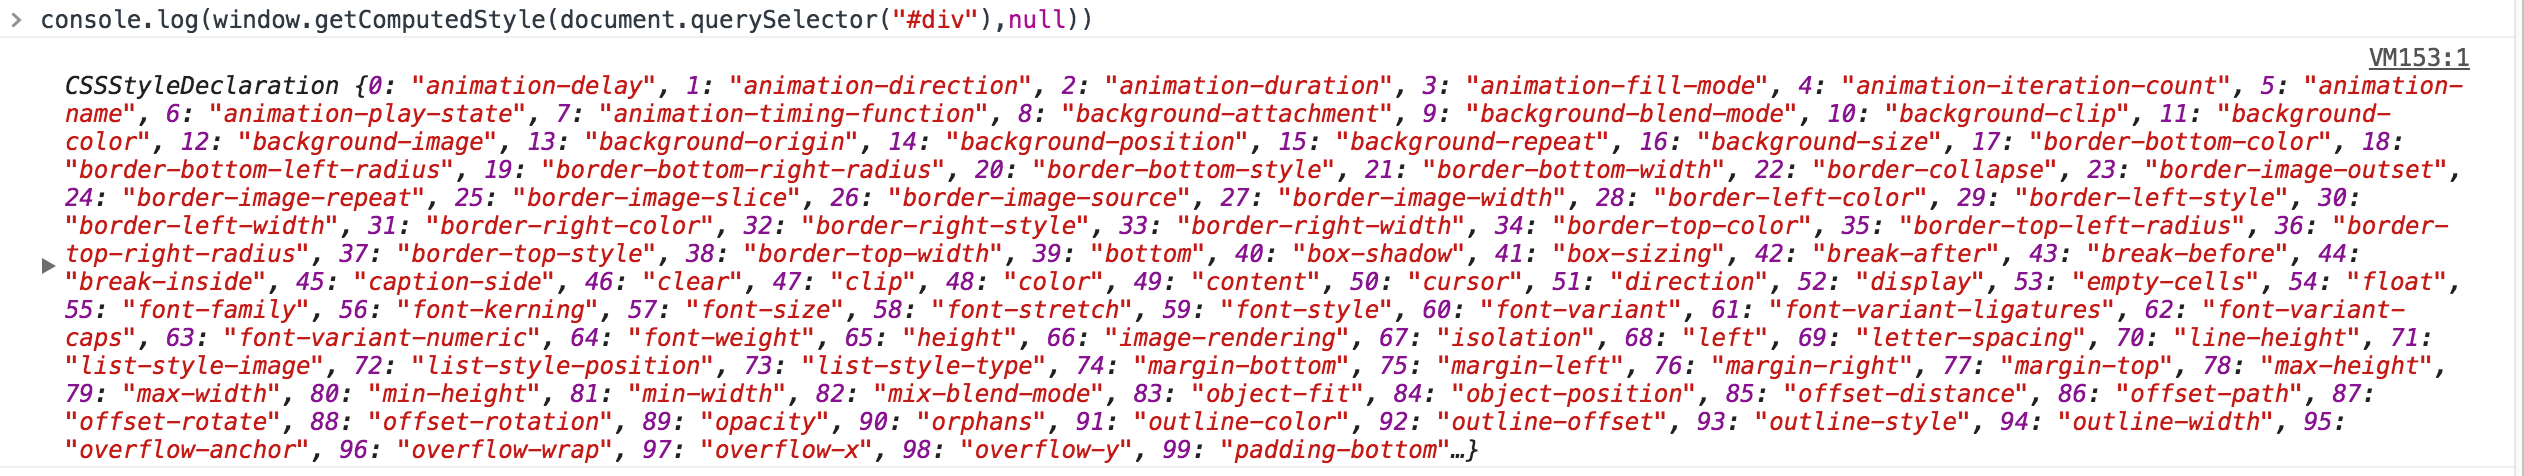 > console.log(window.getComputedStyle(document.querySelector("#div"),null))
VM153:1
CSSStyleDeclaration {0: "animation-delay", 1: "animation-direction", 2: "animation-duration", 3: "animation-fill-mode", 4: "animation-iteration-count", 5: "animation-
name", 6: "animation-play-state", 7: "animation-timing-function", 8: "background-attachment", 9: "background-blend-mode", 10: "background-clip", 11: "background-
color", 12: "background-image", 13: "background-origin", 14: "background-position", 15: "background-repeat", 16: "background-size", 17: "border-bottom-color", 18:
"border-bottom-left-radius", 19: "border-bottom-right-radius", 20: "border-bottom-style", 21: "border-bottom-width", 22: "border-collapse", 23: "border-image-outset",
24: "border-image-repeat", 25: "border-image-slice", 26: "border-image-source", 27: "border-image-width", 28: "border-left-color", 29: "border-left-style", 30:
"border-left-width", 31: "border-right-color", 32: "border-right-style", 33: "border-right-width", 34: "border-top-color", 35: "border-top-left-radius", 36: "border-
top-right-radius", 37: "border-top-style", 38: "border-top-width", 39: "bottom", 40: "box-shadow", 41: "box-sizing", 42: "break-after", 43: "break-before", 44:
"break-inside", 45: "caption-side", 46: "clear", 47: "clip", 48: "color", 49: "content", 50: "cursor", 51: "direction", 52: "display", 53: "empty-cells", 54: "float",
55: "font-family", 56: "font-kerning", 57: "font-size", 58: "font-stretch", 59: "font-style", 60: "font-variant", 61: "font-variant-ligatures", 62: "font-variant-
caps", 63: "font-variant-numeric", 64: "font-weight", 65: "height", 66: "image-rendering", 67: "isolation", 68: "left", 69: "letter-spacing", 70: "line-height", 71:
"list-style-image", 72: "list-style-position", 73: "list-style-type", 74: "margin-bottom", 75: "margin-left", 76: "margin-right", 77: "margin-top", 78: "max-height",
79: "max-width", 80: "min-height", 81: "min-width", 82: "mix-blend-mode", 83: "object-fit", 84: "object-position", 85: "offset-distance", 86: "offset-path", 87:
"offset-rotate", 88: "offset-rotation", 89: "opacity", 90: "orphans", 91: "outline-color", 92: "outline-offset", 93: "outline-style", 94: "outline-width", 95:
"overflow-anchor", 96: "overflow-wrap", 97: "overflow-x", 98: "overflow-y", 99: "padding-bottom"…}